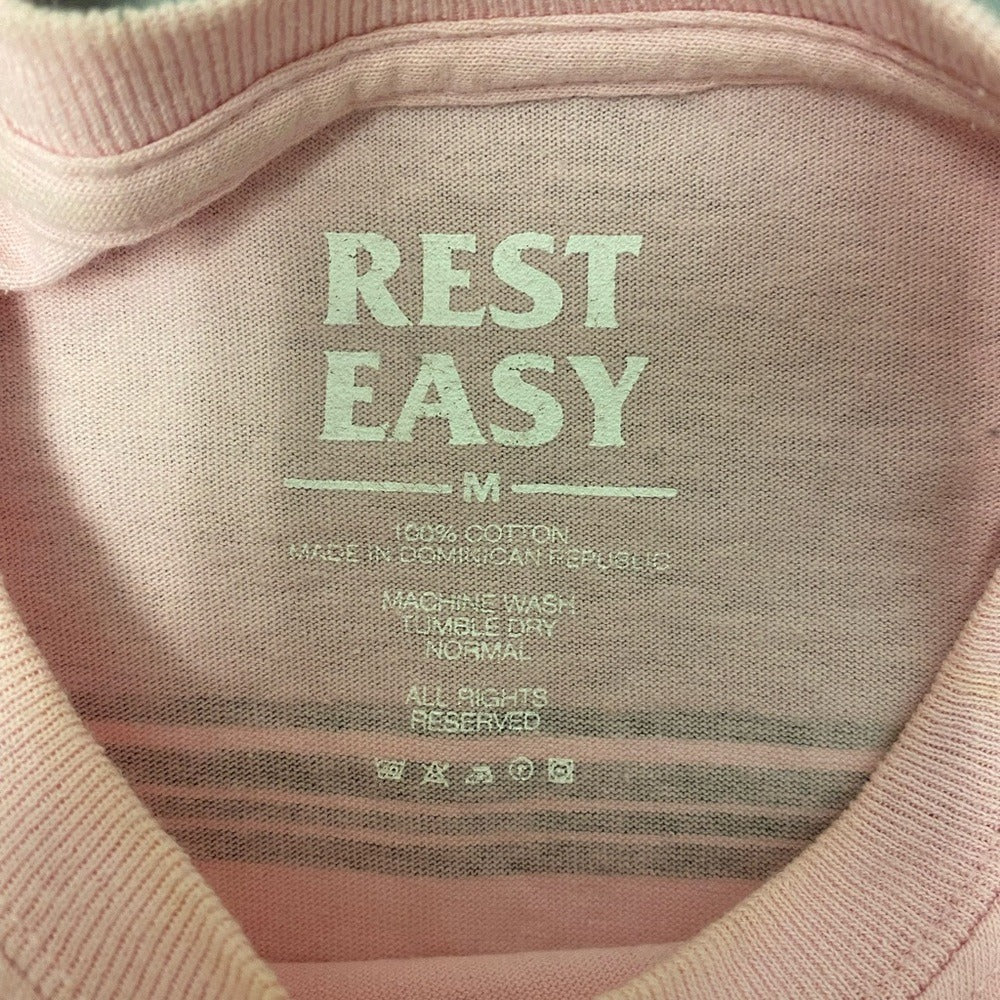 REST
EASY
M
100% COTTON
MADE IN DOMINICAN REPUBLIC
MACHINE WASH
TUMBLE DRY
NORMAL
ALL RIGHTS
RESERVED